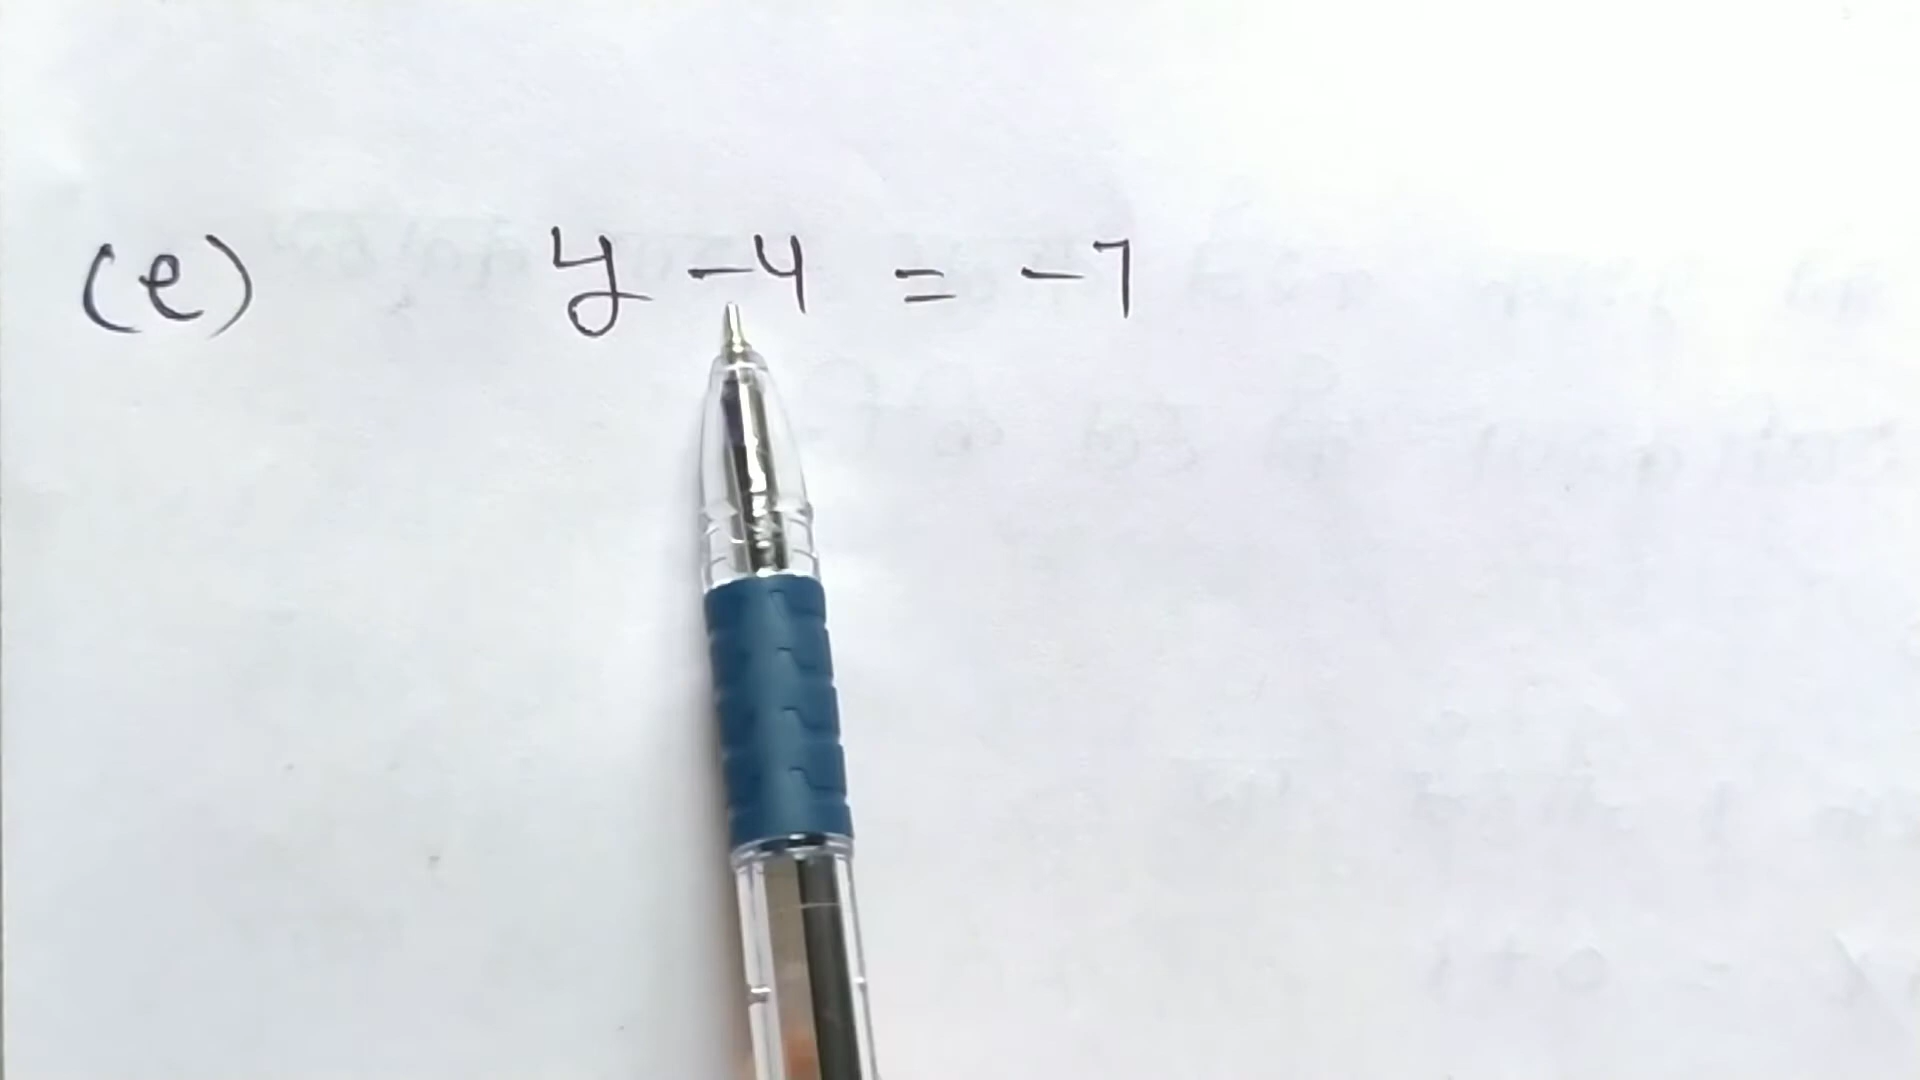 (e) y - 4 = - 7